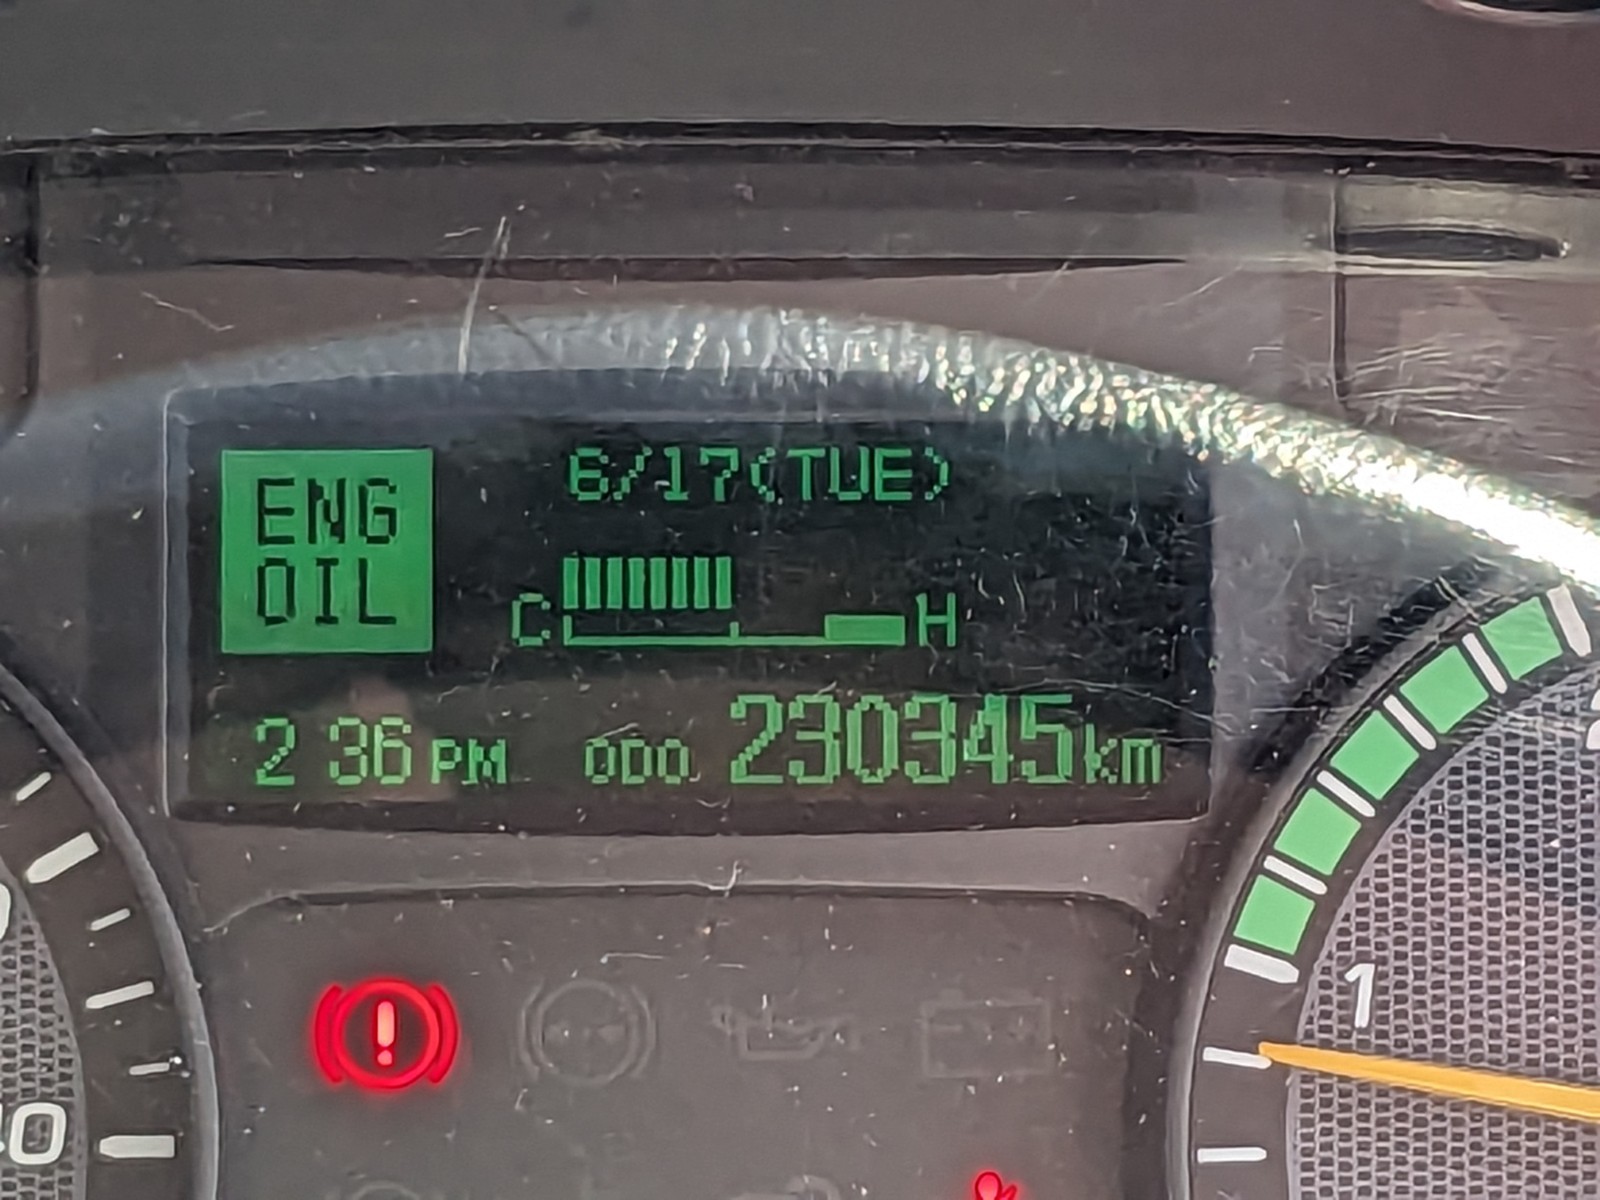 ENG
OIL
6/17(TUE)
C H
2 36 PM ODO 230345km
1